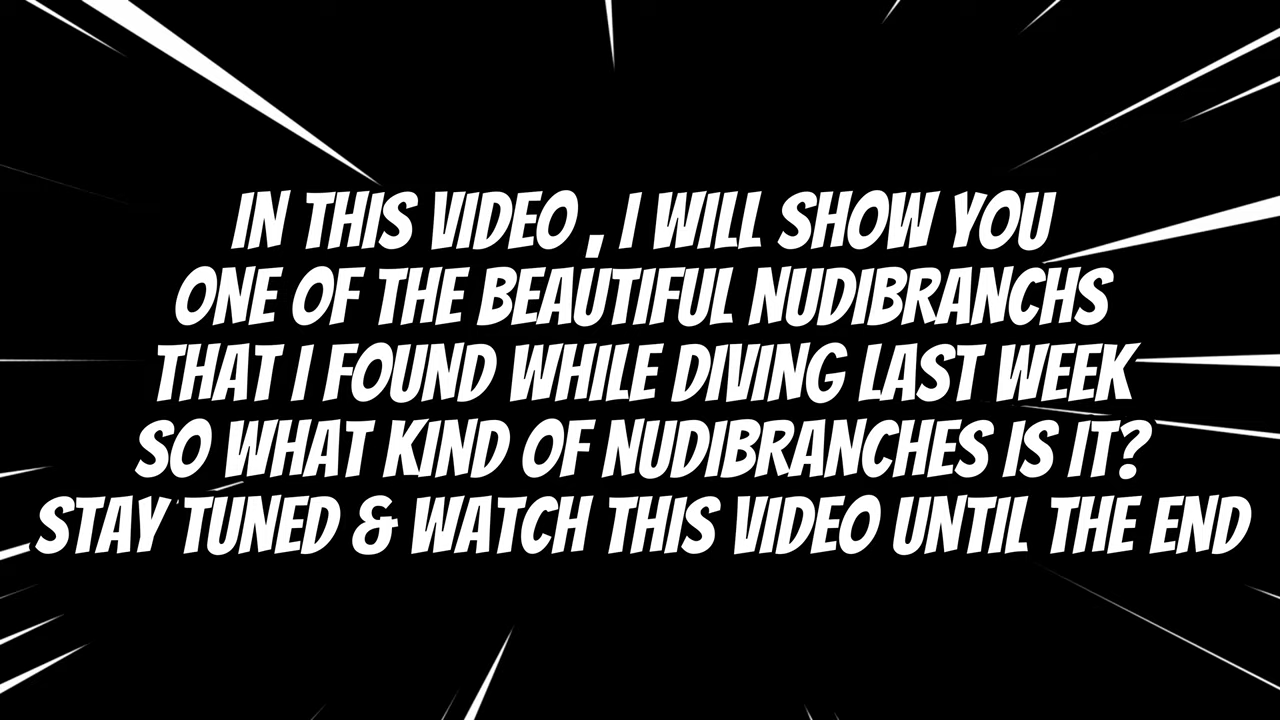 IN THIS VIDEO , I WILL SHOW YOU
ONE OF THE BEAUTIFUL NUDIBRANCHS
THAT I FOUND WHILE DIVING LAST WEEK
SO WHAT KIND OF NUDIBRANCHES IS IT?
STAY TUNED & WATCH THIS VIDEO UNTIL THE END